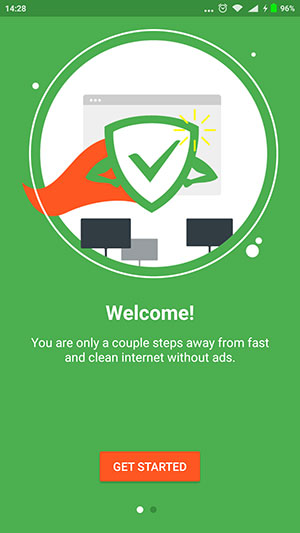 14:28
... 96%
Welcome!
You are only a couple steps away from fast
and clean internet without ads.
GET STARTED